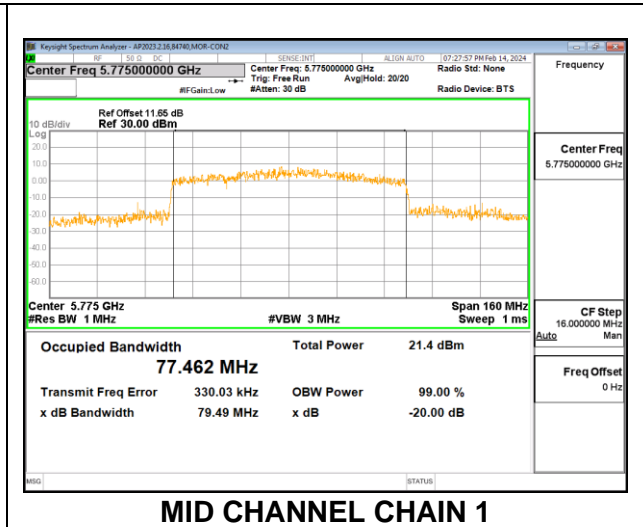 Keysight Spectrum Analyzer - AP2023.2.16,84740,MOR-CON2
RF 50 Ω DC SENSE:INT ALIGN AUTO 07:27:57 PM Feb 14, 2024
Center Freq 5.775000000 GHz
Center Freq: 5.775000000 GHz Radio Std: None
Trig: Free Run Avg|Hold: 20/20
#IFGain:Low #Atten: 30 dB Radio Device: BTS
Frequency
Ref Offset 11.65 dB
10 dB/div Ref 30.00 dBm
Log
20.0
10.0
0.00
-10.0
-20.0
-30.0
-40.0
-50.0
-60.0
Center 5.775 GHz Span 160 MHz
#Res BW 1 MHz #VBW 3 MHz Sweep 1 ms
Occupied Bandwidth Total Power 21.4 dBm
77.462 MHz
Transmit Freq Error 330.03 kHz OBW Power 99.00 %
x dB Bandwidth 79.49 MHz x dB -20.00 dB
Center Freq
5.775000000 GHz
CF Step
16.000000 MHz
Auto Man
Freq Offset
0 Hz
MSG STATUS
MID CHANNEL CHAIN 1